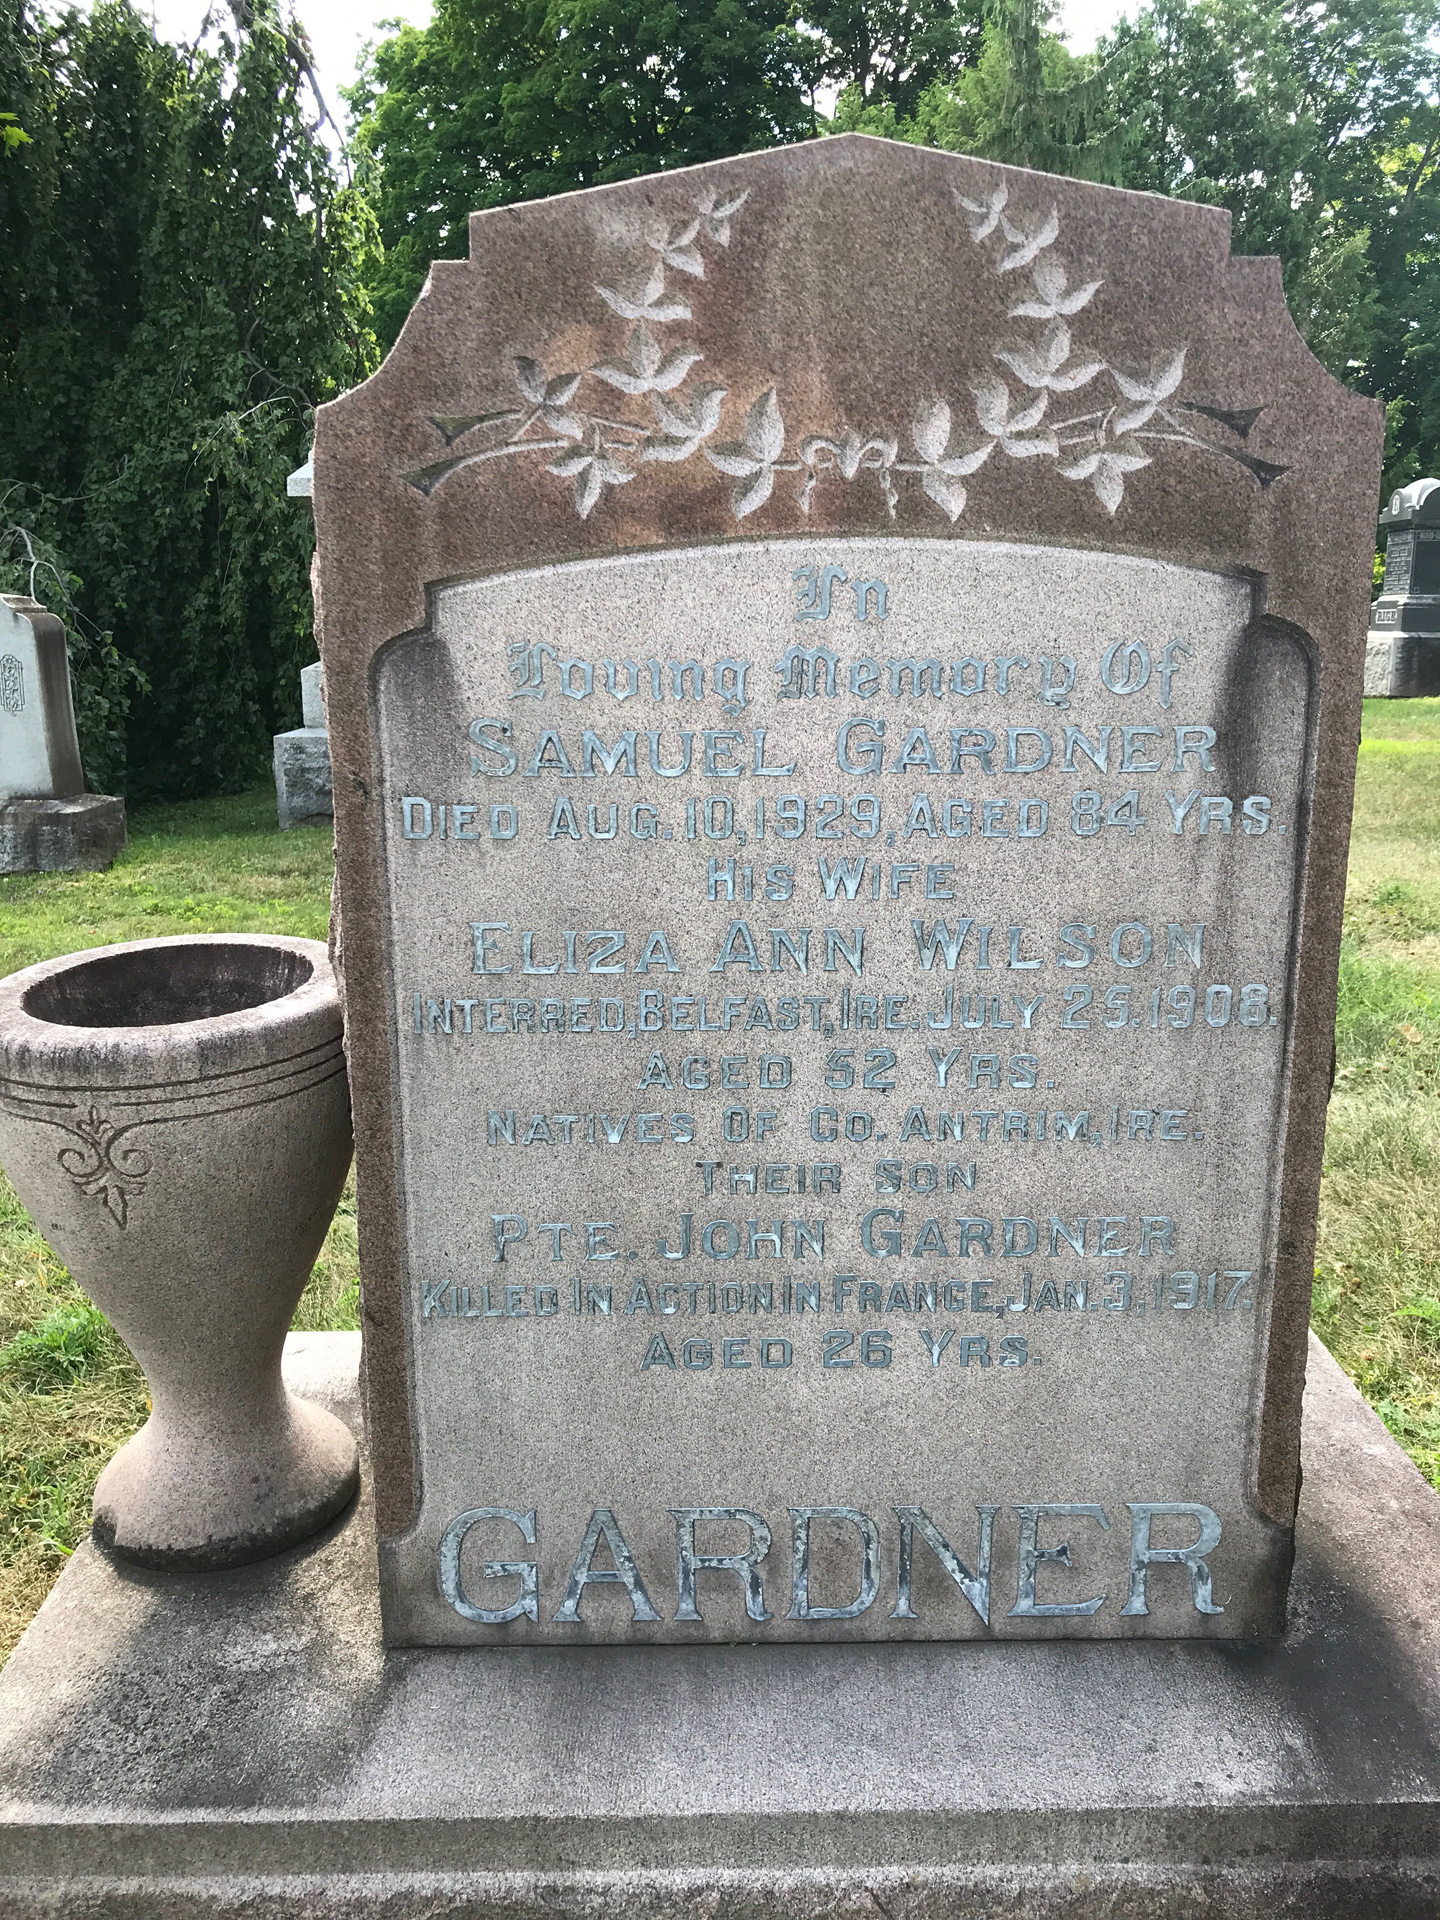 In
Loving Memory Of
SAMUEL GARDNER
DIED AUG. 10, 1929, AGED 84 YRS.
HIS WIFE
ELIZA ANN WILSON
INTERRED, BELFAST, IRE. JULY 25. 1908.
AGED 52 YRS.
NATIVES OF CO. ANTRIM, IRE.
THEIR SON
PTE. JOHN GARDNER
KILLED IN ACTION IN FRANCE, JAN. 3, 1917.
AGED 26 YRS.
GARDNER
RICE